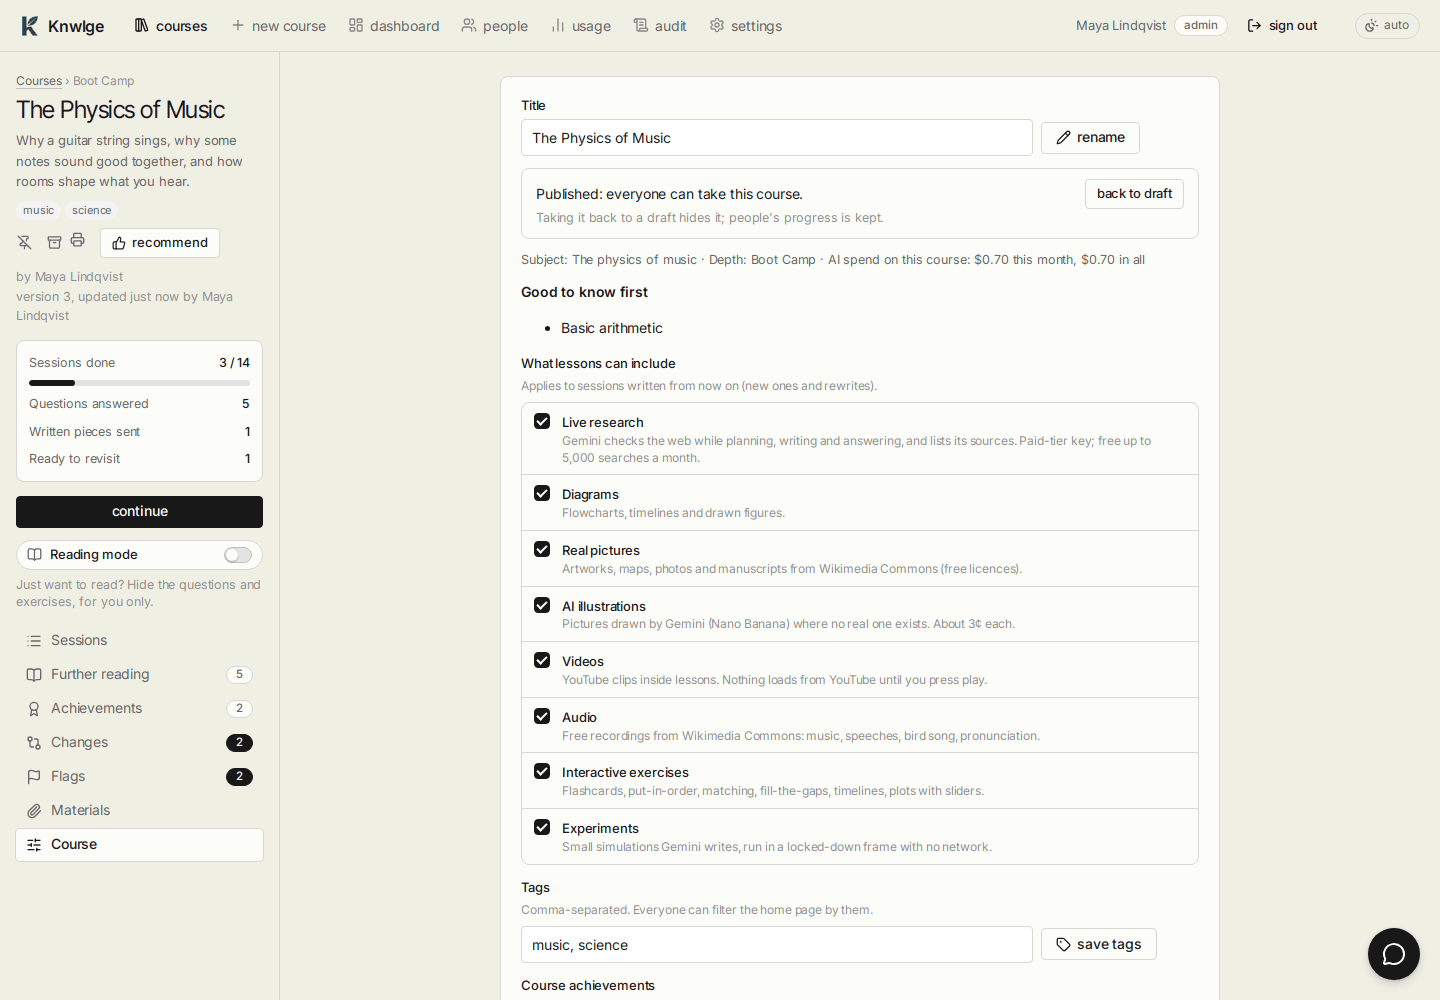 Knwlge
courses
new course
dashboard
people
usage
audit
settings
Maya Lindqvist
admin
sign out
auto
Courses › Boot Camp
The Physics of Music
Why a guitar string sings, why some
notes sound good together, and how
rooms shape what you hear.
music
science
recommend
by Maya Lindqvist
version 3, updated just now by Maya
Lindqvist
Sessions done 3 / 14
Questions answered 5
Written pieces sent 1
Ready to revisit 1
continue
Reading mode
Just want to read? Hide the questions and
exercises, for you only.
Sessions
Further reading 5
Achievements 2
Changes 2
Flags 2
Materials
Course
Title
The Physics of Music
rename
Published: everyone can take this course.
back to draft
Taking it back to a draft hides it; people's progress is kept.
Subject: The physics of music · Depth: Boot Camp · AI spend on this course: $0.70 this month, $0.70 in all
Good to know first
• Basic arithmetic
What lessons can include
Applies to sessions written from now on (new ones and rewrites).
Live research
Gemini checks the web while planning, writing and answering, and lists its sources. Paid-tier key; free up to
5,000 searches a month.
Diagrams
Flowcharts, timelines and drawn figures.
Real pictures
Artworks, maps, photos and manuscripts from Wikimedia Commons (free licences).
AI illustrations
Pictures drawn by Gemini (Nano Banana) where no real one exists. About 3¢ each.
Videos
YouTube clips inside lessons. Nothing loads from YouTube until you press play.
Audio
Free recordings from Wikimedia Commons: music, speeches, bird song, pronunciation.
Interactive exercises
Flashcards, put-in-order, matching, fill-the-gaps, timelines, plots with sliders.
Experiments
Small simulations Gemini writes, run in a locked-down frame with no network.
Tags
Comma-separated. Everyone can filter the home page by them.
music, science
save tags
Course achievements